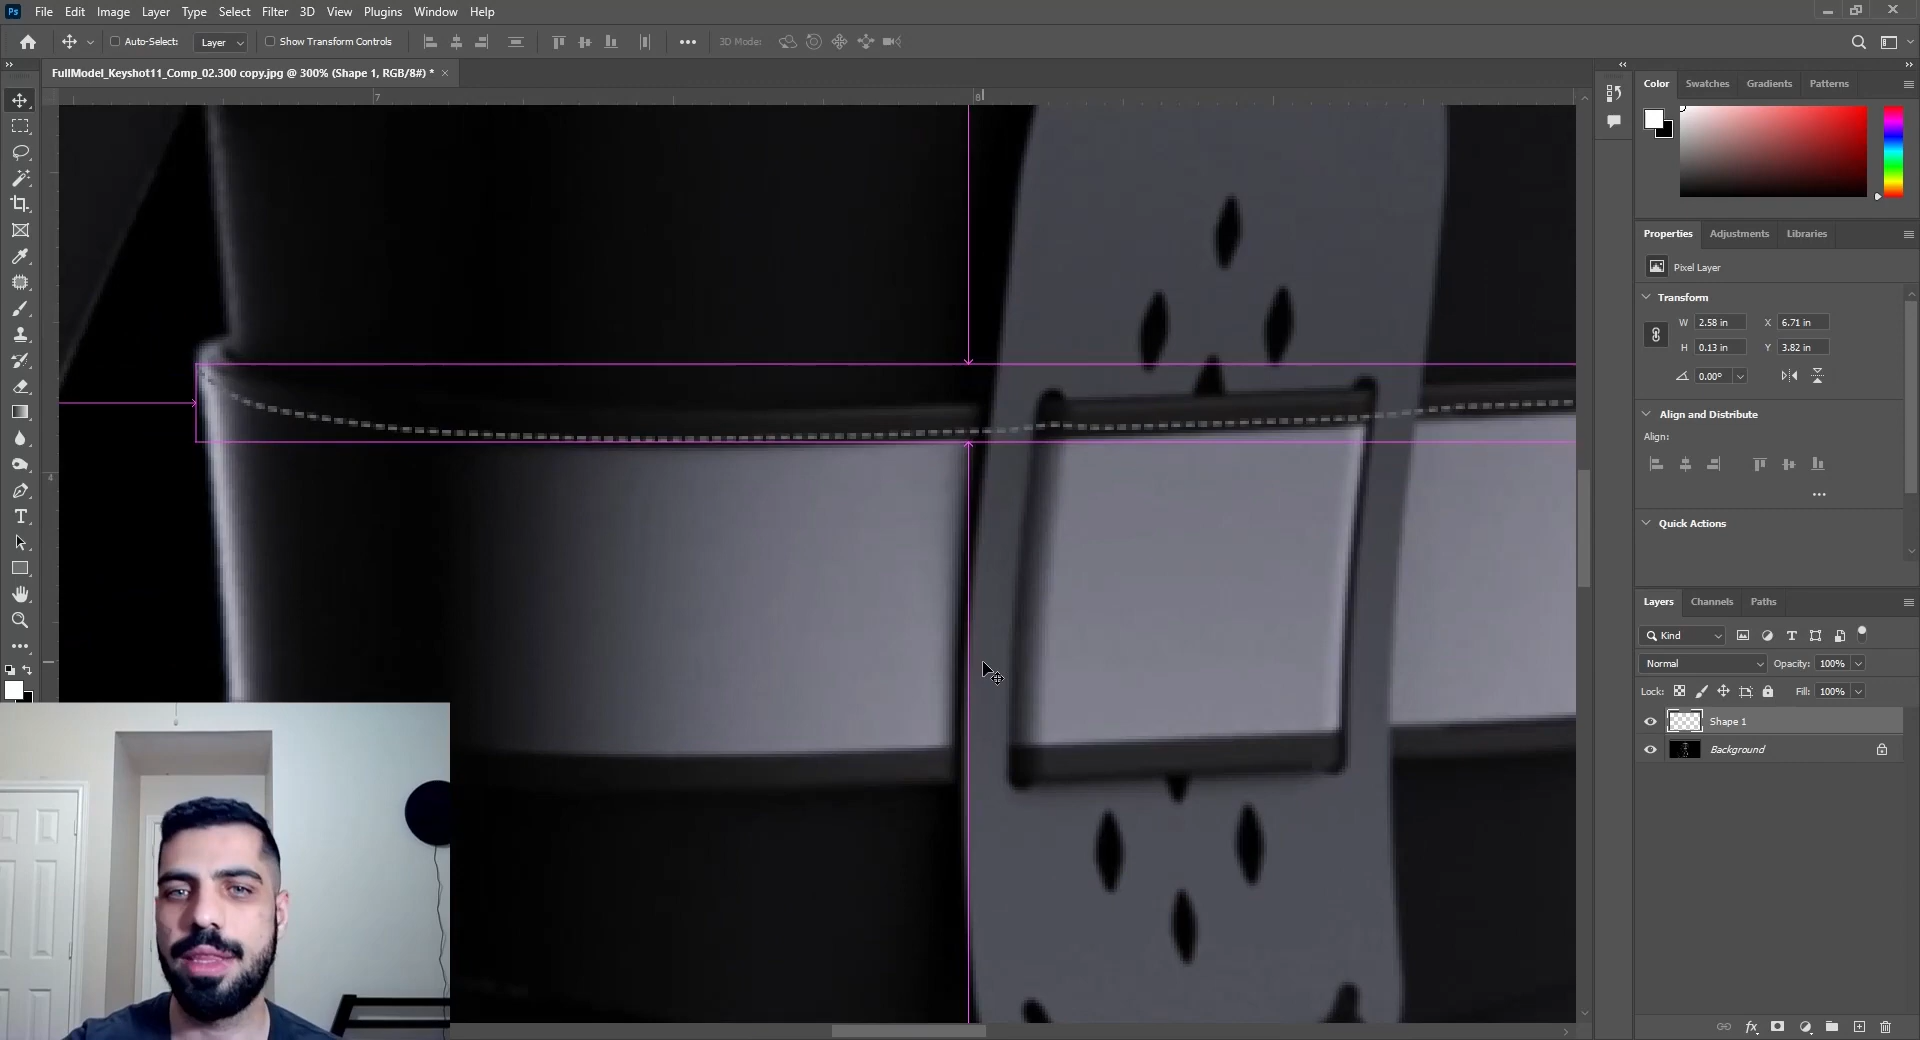 Ps File Edit Image Layer Type Select Filter 3D View Plugins Window Help
Auto-Select: Layer Show Transform Controls 3D Mode:
FullModel_Keyshot11_Comp_02.300 copy.jpg @ 300% (Shape 1, RGB/8#) *
7 8
4
Color Swatches Gradients Patterns
Properties Adjustments Libraries
Pixel Layer
Transform
W 2.58 in X 6.71 in
H 0.13 in Y 3.82 in
0.00°
Align and Distribute
Align:
Quick Actions
Layers Channels Paths
Kind
Normal Opacity: 100%
Lock: Fill: 100%
Shape 1
Background